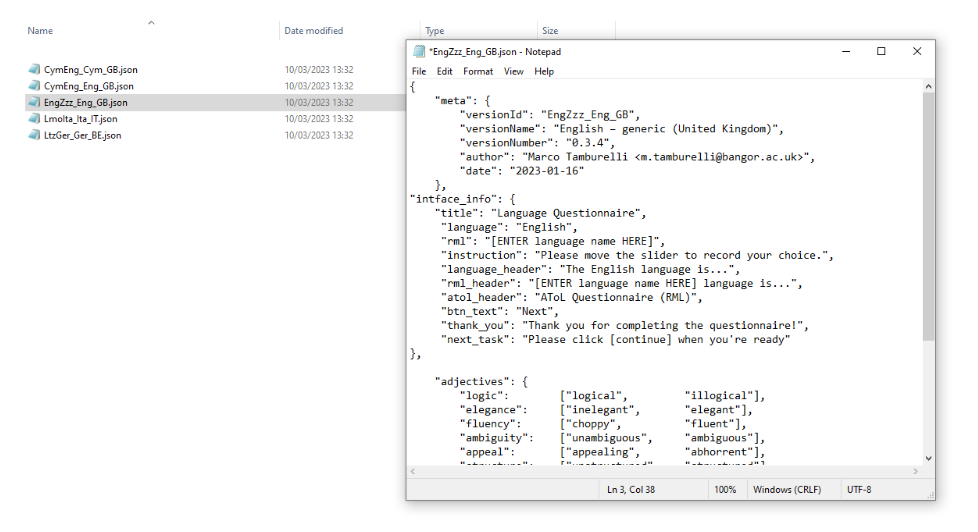 Name Date modified Type Size
CymEng_Cym_GB.json 10/03/2023 13:32
CymEng_Eng_GB.json 10/03/2023 13:32
EngZzz_Eng_GB.json 10/03/2023 13:32
LmoIta_Ita_IT.json 10/03/2023 13:32
LtzGer_Ger_BE.json 10/03/2023 13:32
*EngZzz_Eng_GB.json - Notepad
File Edit Format View Help
{
"meta": {
"versionId": "EngZzz_Eng_GB",
"versionName": "English – generic (United Kingdom)",
"versionNumber": "0.3.4",
"author": "Marco Tamburelli <m.tamburelli@bangor.ac.uk>",
"date": "2023-01-16"
},
"intface_info": {
"title": "Language Questionnaire",
"language": "English",
"rml": "[ENTER language name HERE]",
"instruction": "Please move the slider to record your choice.",
"language_header": "The English language is...",
"rml_header": "[ENTER language name HERE] language is...",
"atol_header": "AToL Questionnaire (RML)",
"btn_text": "Next",
"thank_you": "Thank you for completing the questionnaire!",
"next_task": "Please click [continue] when you're ready"
},
"adjectives": {
"logic": ["logical", "illogical"],
"elegance": ["inelegant", "elegant"],
"fluency": ["choppy", "fluent"],
"ambiguity": ["unambiguous", "ambiguous"],
"appeal": ["appealing", "abhorrent"],
Ln 3, Col 38 100% Windows (CRLF) UTF-8